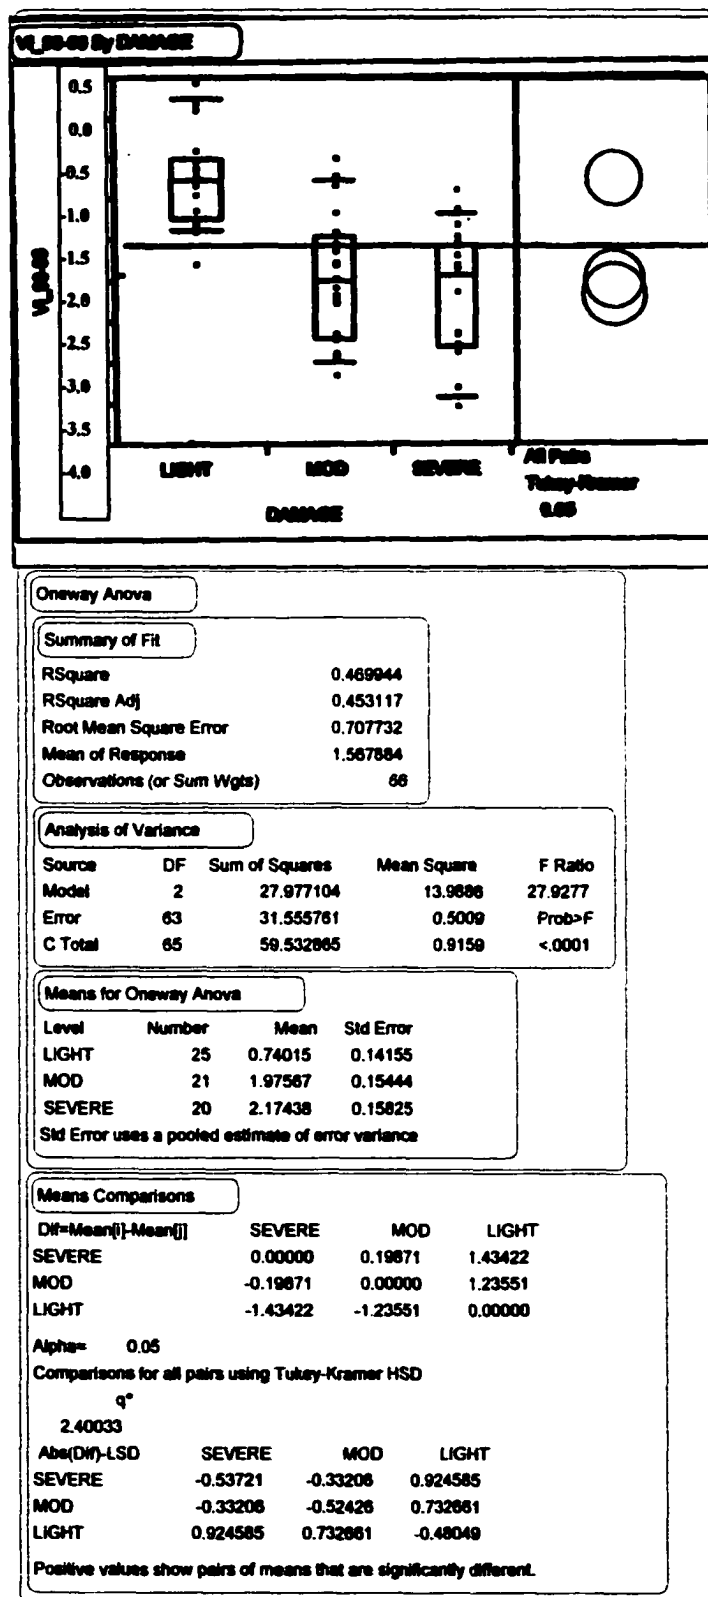 By DAMAGE
0.5
0.0
-0.5
-1.0
-1.5
-2.0
-2.5
-3.0
-3.5
-4.0
LIGHT MOD SEVERE All Pairs
Tukey-Kramer
DAMAGE 0.05
Oneway Anova
Summary of Fit
RSquare 0.469944
RSquare Adj 0.453117
Root Mean Square Error 0.707732
Mean of Response 1.567884
Observations (or Sum Wgts) 66
Analysis of Variance
Source DF Sum of Squares Mean Square F Ratio
Model 2 27.977104 13.9886 27.9277
Error 63 31.555761 0.5009 Prob>F
C Total 65 59.532865 0.9159 <.0001
Means for Oneway Anova
Level Number Mean Std Error
LIGHT 25 0.74015 0.14155
MOD 21 1.97567 0.15444
SEVERE 20 2.17438 0.15825
Std Error uses a pooled estimate of error variance
Means Comparisons
Dif=Mean[i]-Mean[j] SEVERE MOD LIGHT
SEVERE 0.00000 0.19871 1.43422
MOD -0.19871 0.00000 1.23551
LIGHT -1.43422 -1.23551 0.00000
Alpha= 0.05
Comparisons for all pairs using Tukey-Kramer HSD
q*
2.40033
Abs(Dif)-LSD SEVERE MOD LIGHT
SEVERE -0.53721 -0.33206 0.924585
MOD -0.33206 -0.52426 0.732661
LIGHT 0.924585 0.732661 -0.48049
Positive values show pairs of means that are significantly different.